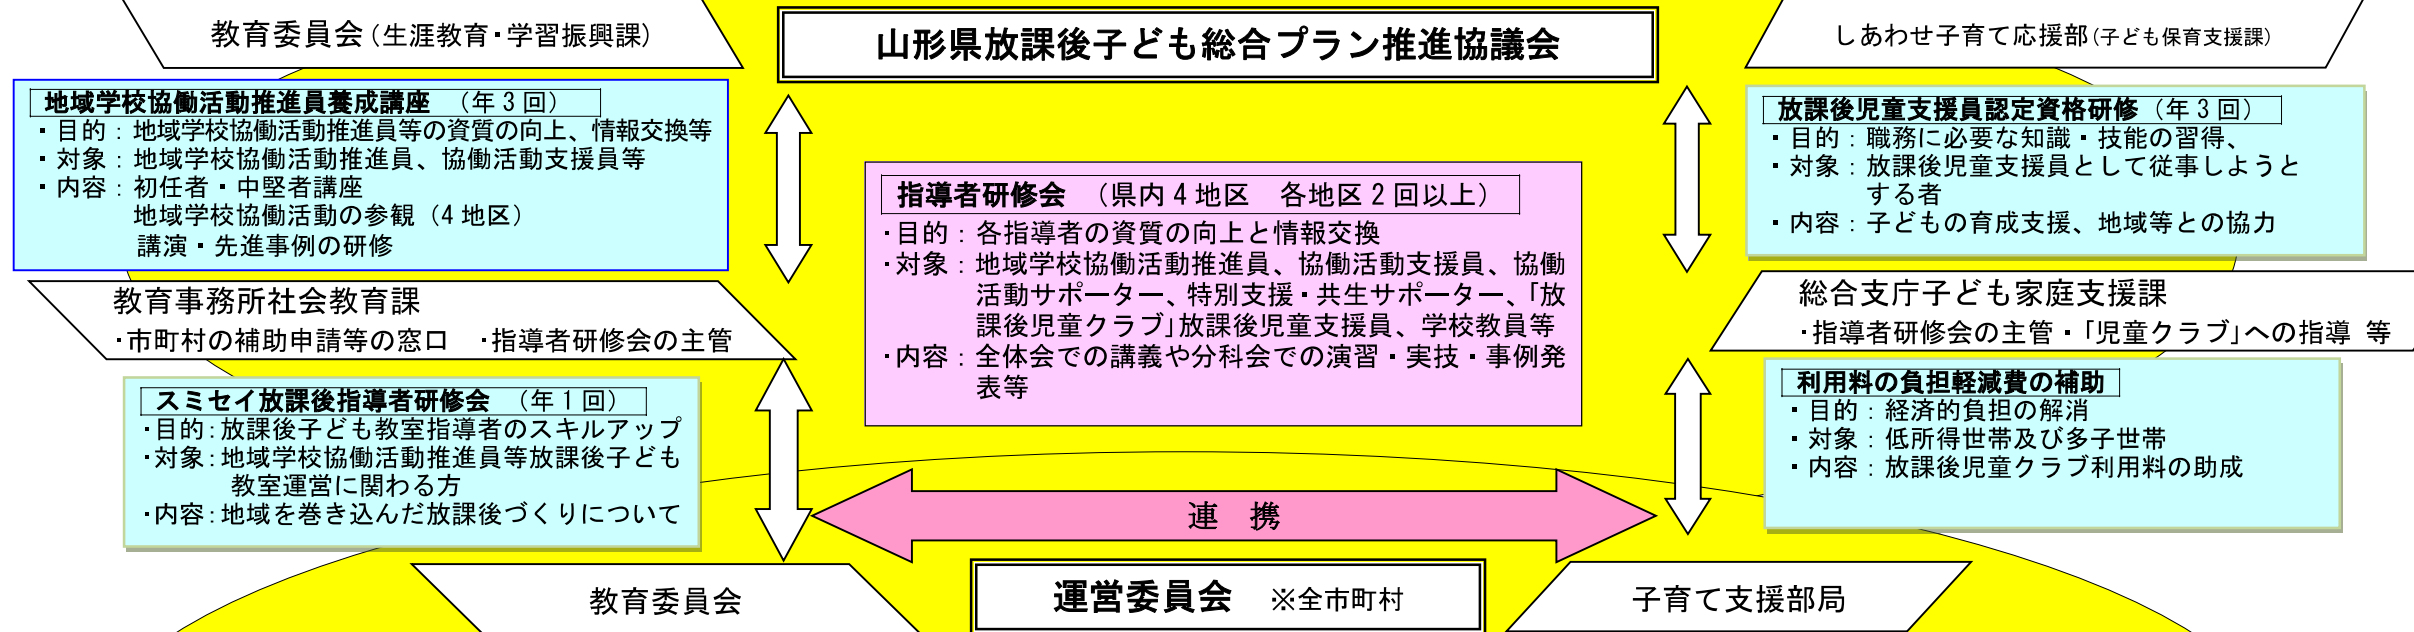 教育委員会(生涯教育・学習振興課)
山形県放課後子ども総合プラン推進協議会
しあわせ子育て応援部(子ども保育支援課)
地域学校協働活動推進員養成講座 (年3回)
・目的:地域学校協働活動推進員等の資質の向上、情報交換等
・対象:地域学校協働活動推進員、協働活動支援員等
・内容:初任者・中堅者講座
地域学校協働活動の参観(4地区)
講演・先進事例の研修
放課後児童支援員認定資格研修(年3回)
・目的:職務に必要な知識・技能の習得、
・対象:放課後児童支援員として従事しようと
する者
・内容:子どもの育成支援、地域等との協力
指導者研修会 (県内4地区 各地区2回以上)
・目的:各指導者の資質の向上と情報交換
・対象:地域学校協働活動推進員、協働活動支援員、協働
活動サポーター、特別支援・共生サポーター、「放
課後児童クラブ」放課後児童支援員、学校教員等
・内容:全体会での講義や分科会での演習・実技・事例発
表等
教育事務所社会教育課
・市町村の補助申請等の窓口 ・指導者研修会の主管
総合支庁子ども家庭支援課
・指導者研修会の主管・「児童クラブ」への指導 等
スミセイ放課後指導者研修会 (年1回)
・目的:放課後子ども教室指導者のスキルアップ
・対象:地域学校協働活動推進員等放課後子ども
教室運営に関わる方
・内容:地域を巻き込んだ放課後づくりについて
利用料の負担軽減費の補助
・目的:経済的負担の解消
・対象:低所得世帯及び多子世帯
・内容:放課後児童クラブ利用料の助成
連 携
教育委員会
運営委員会 ※全市町村
子育て支援部局